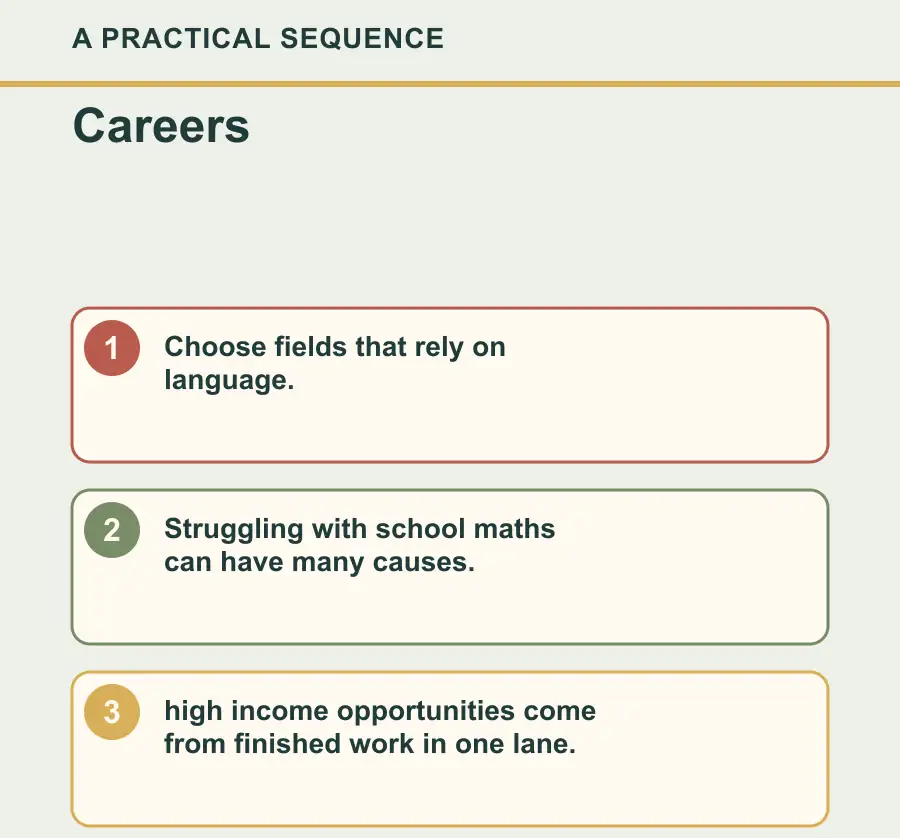 A PRACTICAL SEQUENCE
Careers
1
Choose fields that rely on
language.
2
Struggling with school maths
can have many causes.
3
high income opportunities come
from finished work in one lane.